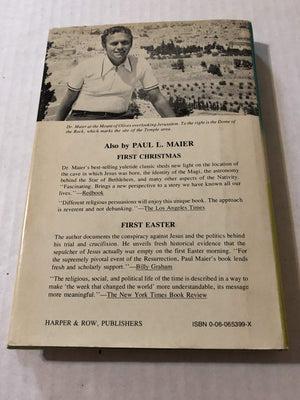 Dr. Maier at the Mount of Olives overlooking Jerusalem. To the right is the Dome of
the Rock, which marks the site of the Temple area.
Also by PAUL L. MAIER
FIRST CHRISTMAS
Dr. Maier's best-selling yuletide classic sheds new light on the location of
the cave in which Jesus was born, the identity of the Magi, the astronomy
behind the Star of Bethlehem, and many other aspects of the Nativity.
"Fascinating. Brings a new perspective to a story we have known all our
lives."—Redbook
"Different religious persuasions will enjoy this unique book. The approach
is reverent and not debunking."—The Los Angeles Times
FIRST EASTER
The author documents the conspiracy against Jesus and the politics behind
his trial and crucifixion. He unveils fresh historical evidence that the
sepulcher of Jesus actually was empty on the first Easter morning. "For
the supremely pivotal event of the Resurrection, Paul Maier's book lends
fresh and scholarly support."—Billy Graham
"The religious, social, and political life of the time is described in a way to
make 'the week that changed the world' more understandable, its message
more meaningful."—The New York Times Book Review
HARPER & ROW, PUBLISHERS
ISBN 0-06-065399-X